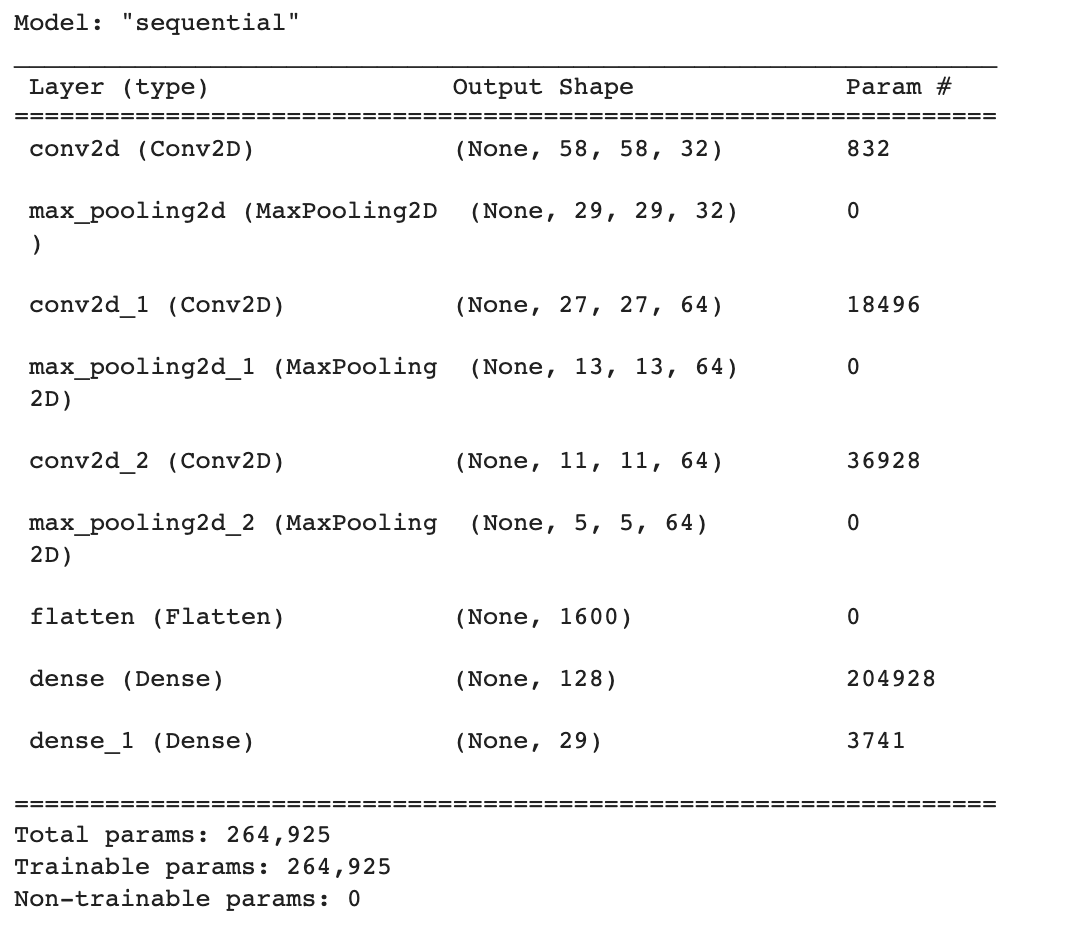 Model: "sequential"
_________________________________________________________________
Layer (type) Output Shape Param #
=================================================================
conv2d (Conv2D) (None, 58, 58, 32) 832
max_pooling2d (MaxPooling2D (None, 29, 29, 32) 0
)
conv2d_1 (Conv2D) (None, 27, 27, 64) 18496
max_pooling2d_1 (MaxPooling (None, 13, 13, 64) 0
2D)
conv2d_2 (Conv2D) (None, 11, 11, 64) 36928
max_pooling2d_2 (MaxPooling (None, 5, 5, 64) 0
2D)
flatten (Flatten) (None, 1600) 0
dense (Dense) (None, 128) 204928
dense_1 (Dense) (None, 29) 3741
=================================================================
Total params: 264,925
Trainable params: 264,925
Non-trainable params: 0